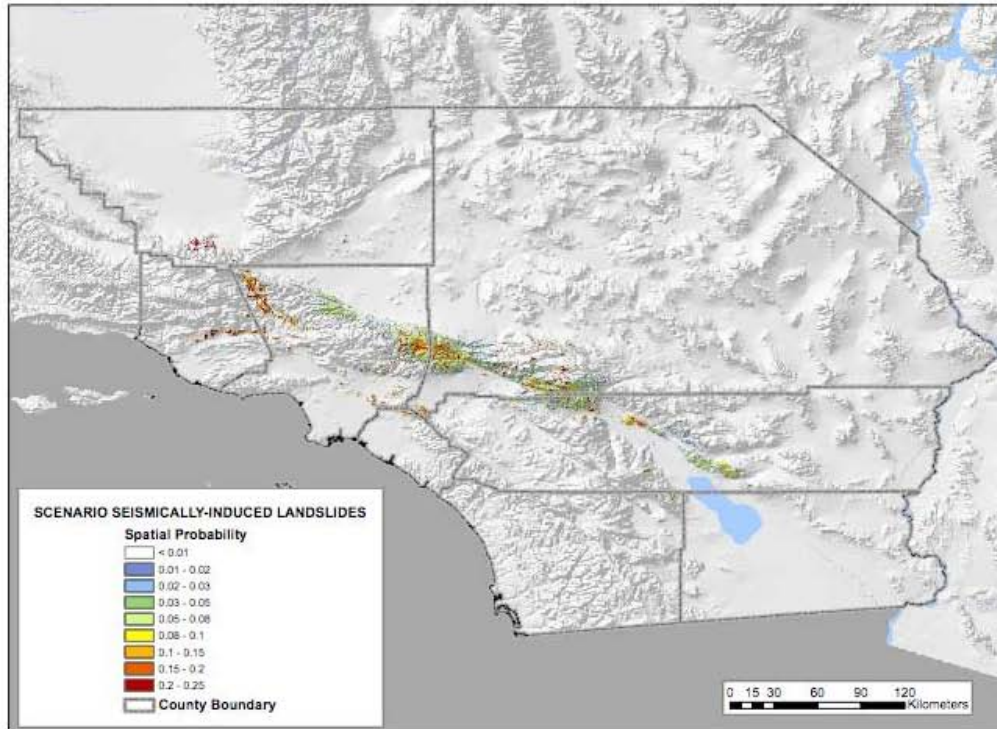 SCENARIO SEISMICALLY-INDUCED LANDSLIDES
Spatial Probability
< 0.01
0.01 - 0.02
0.02 - 0.03
0.03 - 0.05
0.05 - 0.08
0.08 - 0.1
0.1 - 0.15
0.15 - 0.2
0.2 - 0.25
County Boundary
0 15 30 60 90 120
Kilometers